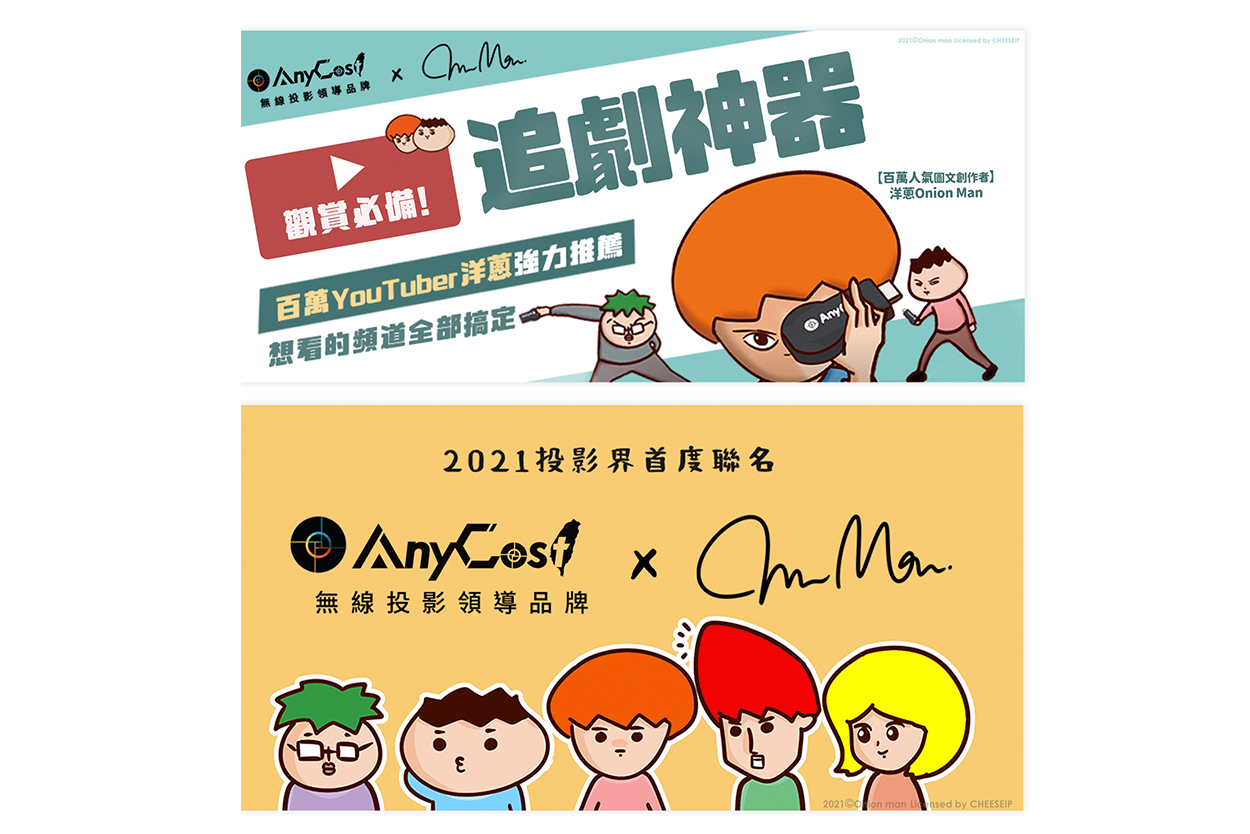 2021©Onion man Licensed by CHEESEIP
AnyCast x Onion Man.
無線投影領導品牌
追劇神器
觀賞必備!
【百萬人氣圖文創作者】
洋蔥Onion Man
百萬YouTuber洋蔥強力推薦
想看的頻道全部搞定
Any
2021投影界首度聯名
AnyCast x Onion Man.
無線投影領導品牌
2021©Onion man Licensed by CHEESEIP